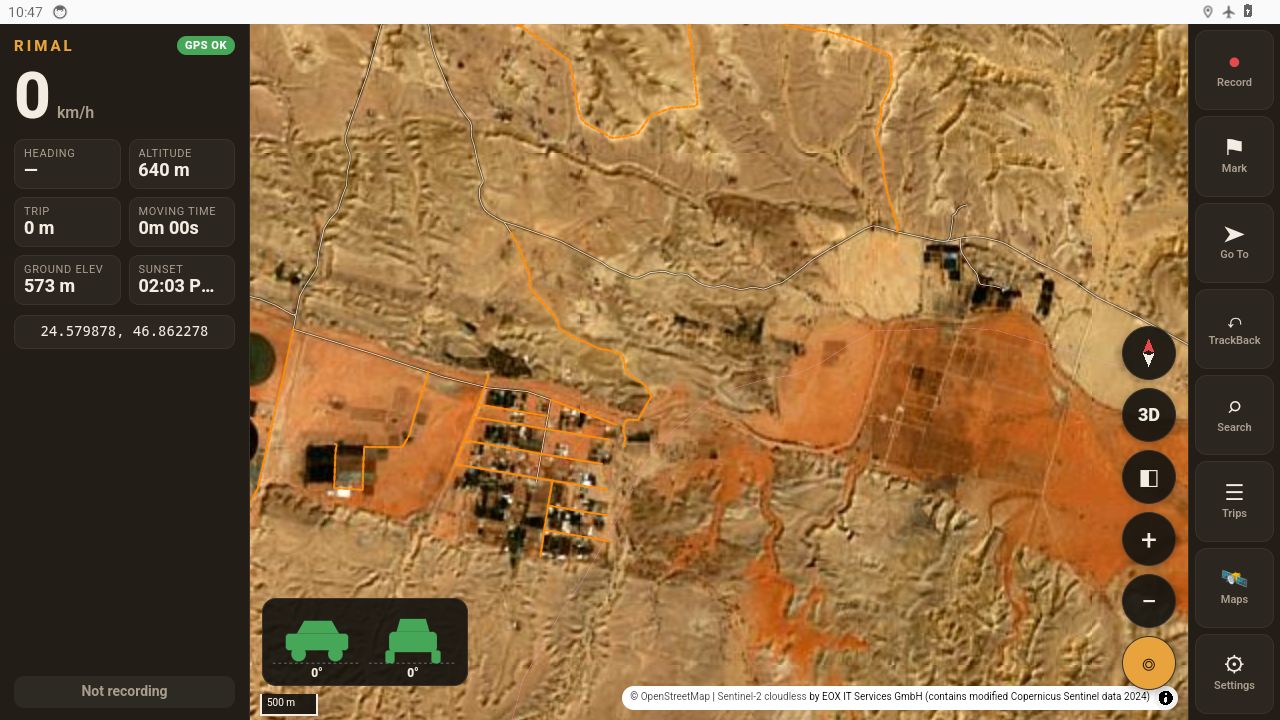 10:47
RIMAL
GPS OK
0 km/h
HEADING
—
ALTITUDE
640 m
TRIP
0 m
MOVING TIME
0m 00s
GROUND ELEV
573 m
SUNSET
02:03 P…
24.579878, 46.862278
Not recording
0°
0°
500 m
3D
+
−
© OpenStreetMap | Sentinel-2 cloudless by EOX IT Services GmbH (contains modified Copernicus Sentinel data 2024)
Record
Mark
Go To
TrackBack
Search
Trips
Maps
Settings